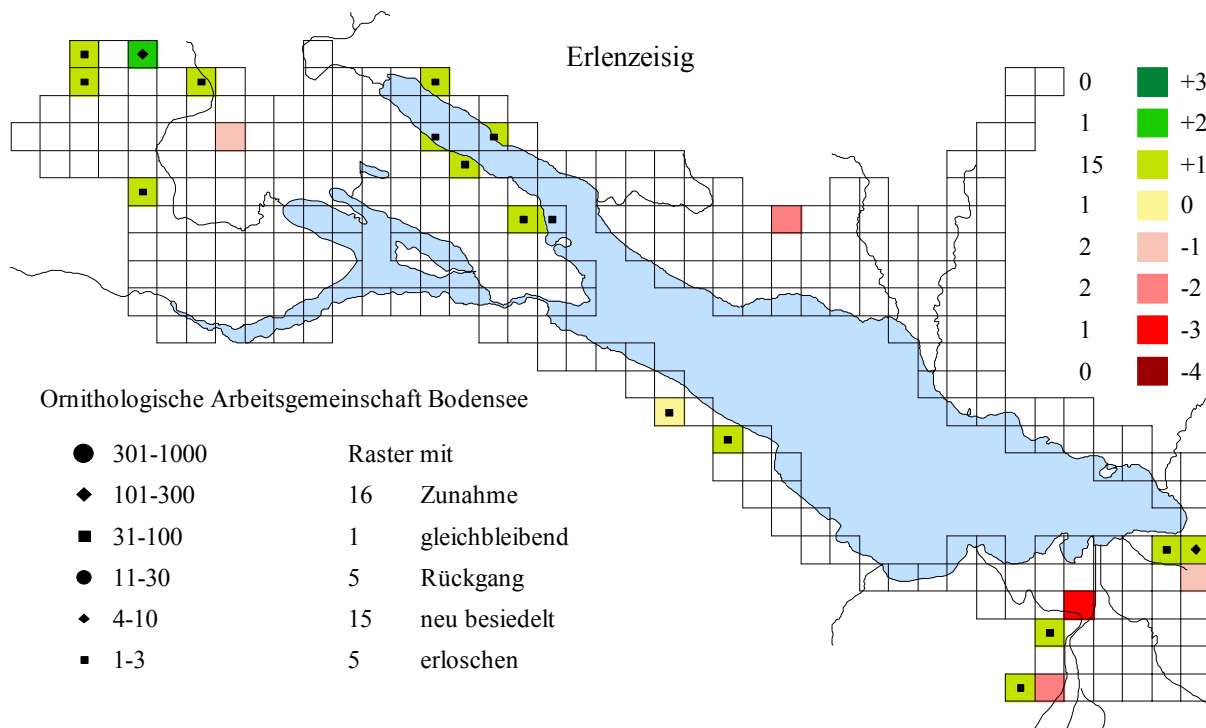 Erlenzeisig
0 +3
1 +2
15 +1
1 0
2 -1
2 -2
1 -3
0 -4
Ornithologische Arbeitsgemeinschaft Bodensee
301-1000 Raster mit
101-300 16 Zunahme
31-100 1 gleichbleibend
11-30 5 Rückgang
4-10 15 neu besiedelt
1-3 5 erloschen